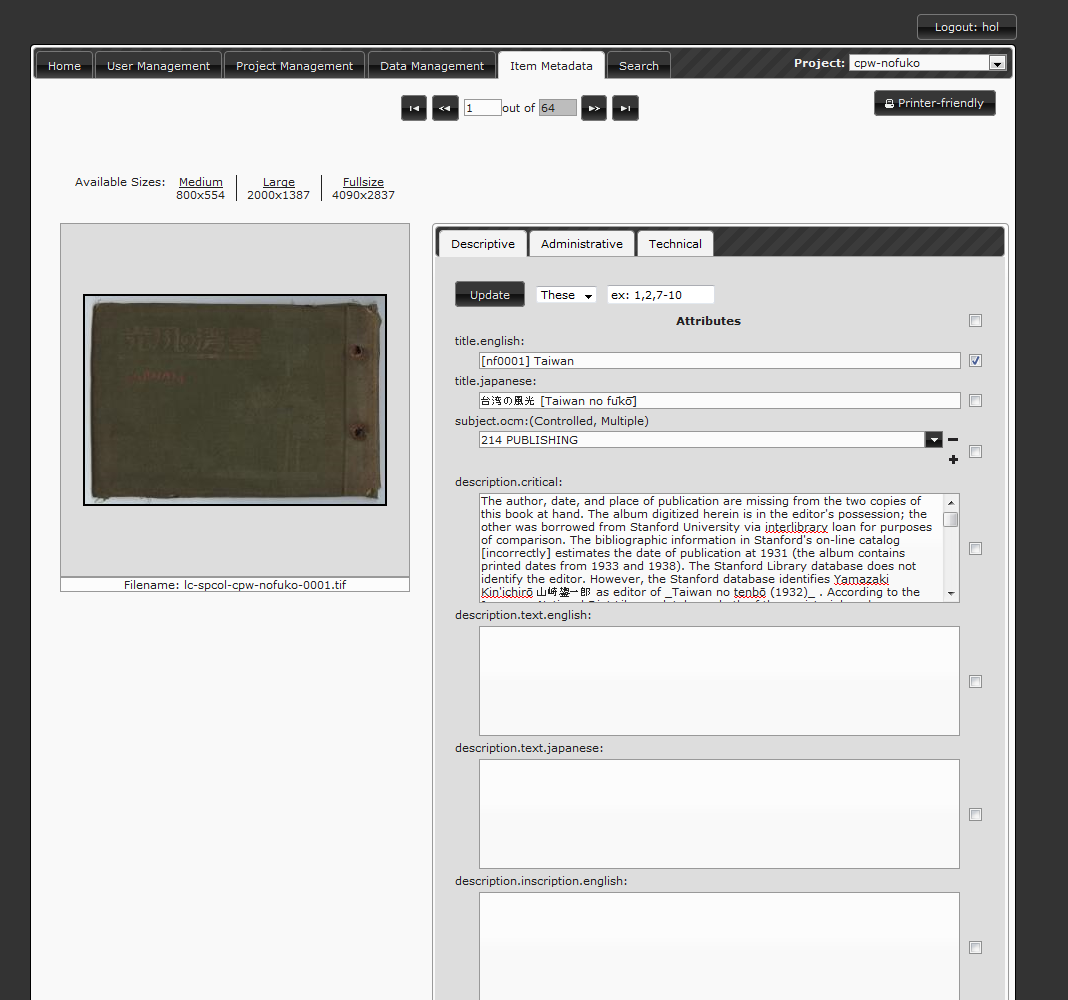 Logout: hol
Home User Management Project Management Data Management Item Metadata Search Project: cpw-nofuko
1 out of 64 Printer-friendly
Available Sizes: Medium Large Fullsize
800x554 2000x1387 4090x2837
Descriptive Administrative Technical
Update These ex: 1,2,7-10
Attributes
title.english:
[nf0001] Taiwan
title.japanese:
台湾の風光 [Taiwan no fūkō]
subject.ocm:(Controlled, Multiple)
214 PUBLISHING
description.critical:
The author, date, and place of publication are missing from the two copies of
this book at hand. The album digitized herein is in the editor's possession; the
other was borrowed from Stanford University via interlibrary loan for purposes
of comparison. The bibliographic information in Stanford's on-line catalog
[incorrectly] estimates the date of publication at 1931 (the album contains
printed dates from 1933 and 1938). The Stanford Library database does not
identify the editor. However, the Stanford database identifies Yamazaki
Kin'ichirō 山﨑鋆一郎 as editor of _Taiwan no tenbō (1932)_ . According to the
description.text.english:
description.text.japanese:
description.inscription.english:
Filename: lc-spcol-cpw-nofuko-0001.tif